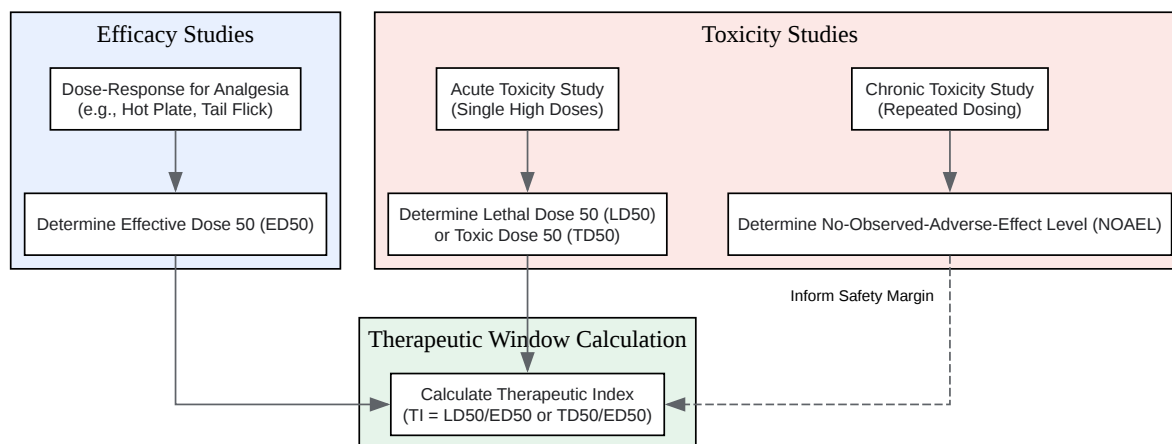 Efficacy Studies
Dose-Response for Analgesia
(e.g., Hot Plate, Tail Flick)
Determine Effective Dose 50 (ED50)
Toxicity Studies
Acute Toxicity Study
(Single High Doses)
Chronic Toxicity Study
(Repeated Dosing)
Determine Lethal Dose 50 (LD50)
or Toxic Dose 50 (TD50)
Determine No-Observed-Adverse-Effect Level (NOAEL)
Inform Safety Margin
Therapeutic Window Calculation
Calculate Therapeutic Index
(TI = LD50/ED50 or TD50/ED50)